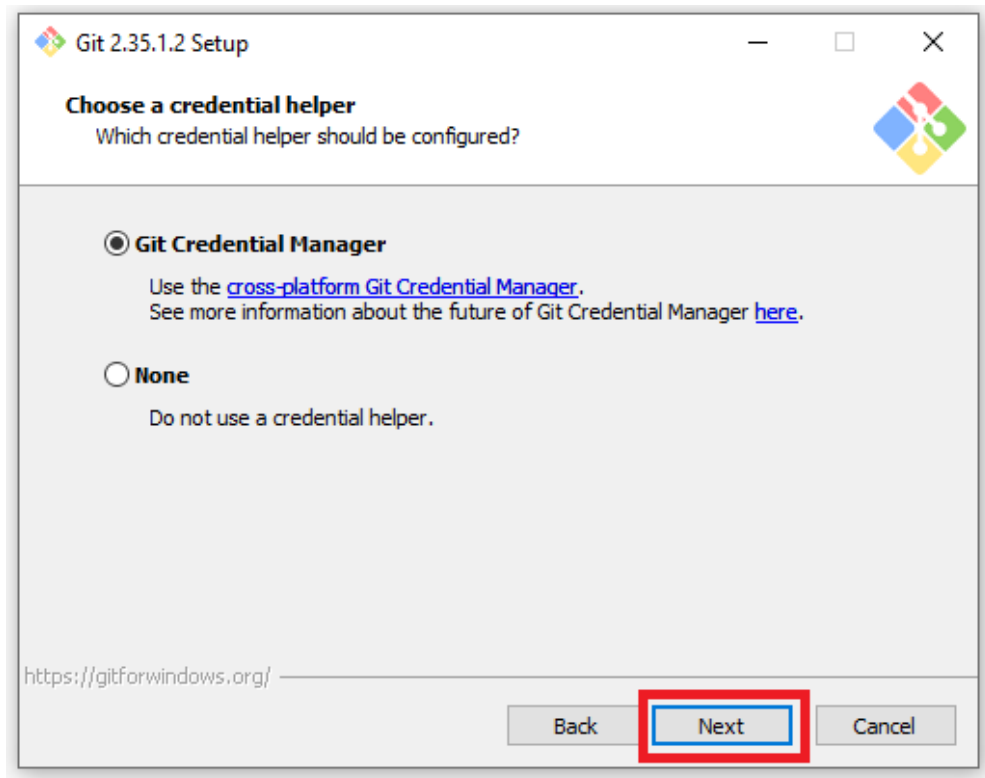 Git 2.35.1.2 Setup
Choose a credential helper
Which credential helper should be configured?
Git Credential Manager
Use the cross-platform Git Credential Manager.
See more information about the future of Git Credential Manager here.
None
Do not use a credential helper.
https://gitforwindows.org/
Back Next Cancel